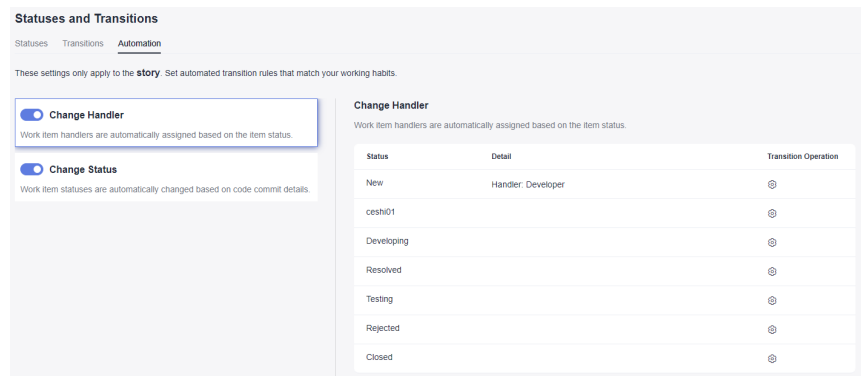 Statuses and Transitions
Statuses Transitions Automation
These settings only apply to the story. Set automated transition rules that match your working habits.
Change Handler
Work item handlers are automatically assigned based on the item status.
Change Status
Work item statuses are automatically changed based on code commit details.
Change Handler
Work item handlers are automatically assigned based on the item status.
Status Detail Transition Operation
New Handler: Developer
ceshi01
Developing
Resolved
Testing
Rejected
Closed